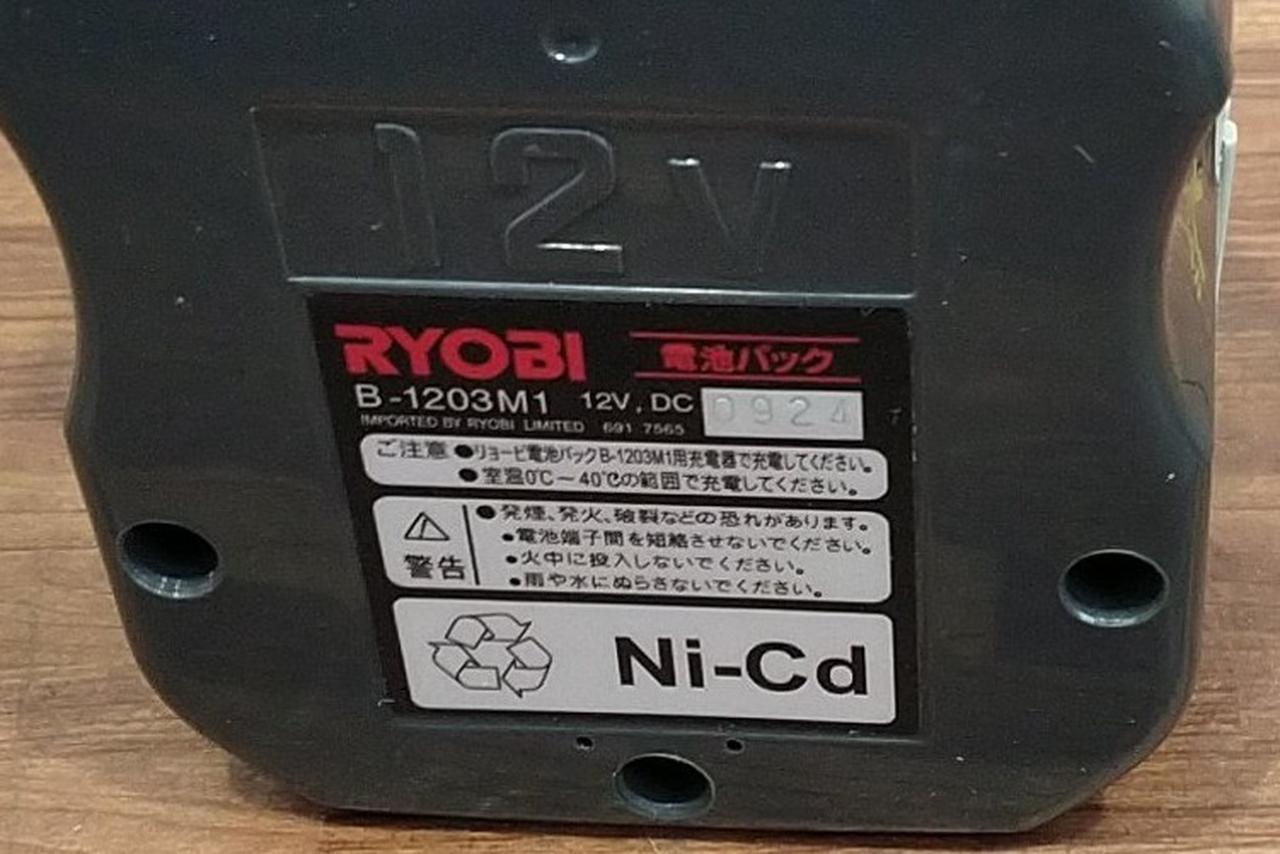 12V
RYOBI 電池パック
B-1203M1 12V, DC 0924
IMPORTED BY RYOBI LIMITED 691 7565
ご注意 ●リョービ電池パックB-1203M1用充電器で充電してください。
●室温0℃～40℃の範囲で充電してください。
警告 ●発煙、発火、破裂などの恐れがあります。
•電池端子間を短絡させないでください。
•火中に投入しないでください。
•雨や水にぬらさないでください。
Ni-Cd